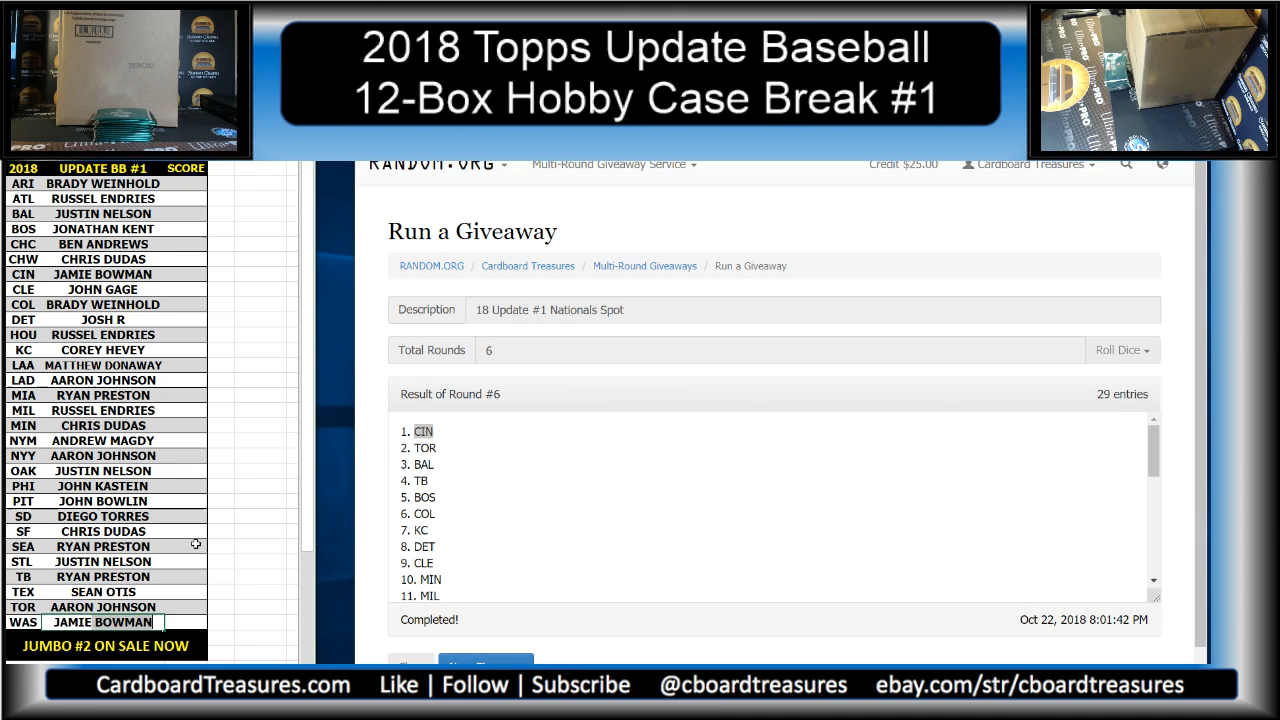 2018 Topps Update Baseball
12-Box Hobby Case Break #1
2018 UPDATE BB #1 SCORE
ARI BRADY WEINHOLD
ATL RUSSEL ENDRIES
BAL JUSTIN NELSON
BOS JONATHAN KENT
CHC BEN ANDREWS
CHW CHRIS DUDAS
CIN JAMIE BOWMAN
CLE JOHN GAGE
COL BRADY WEINHOLD
DET JOSH R
HOU RUSSEL ENDRIES
KC COREY HEVEY
LAA MATTHEW DONAWAY
LAD AARON JOHNSON
MIA RYAN PRESTON
MIL RUSSEL ENDRIES
MIN CHRIS DUDAS
NYM ANDREW MAGDY
NYY AARON JOHNSON
OAK JUSTIN NELSON
PHI JOHN KASTEIN
PIT JOHN BOWLIN
SD DIEGO TORRES
SF CHRIS DUDAS
SEA RYAN PRESTON
STL JUSTIN NELSON
TB RYAN PRESTON
TEX SEAN OTIS
TOR AARON JOHNSON
WAS JAMIE BOWMAN
JUMBO #2 ON SALE NOW
RANDOM.ORG Multi-Round Giveaway Service Credit $25.00 Cardboard Treasures
Run a Giveaway
RANDOM.ORG / Cardboard Treasures / Multi-Round Giveaways / Run a Giveaway
Description 18 Update #1 Nationals Spot
Total Rounds 6 Roll Dice
Result of Round #6 29 entries
1. CIN
2. TOR
3. BAL
4. TB
5. BOS
6. COL
7. KC
8. DET
9. CLE
10. MIN
11. MIL
Completed! Oct 22, 2018 8:01:42 PM
CardboardTreasures.com Like | Follow | Subscribe @cboardtreasures ebay.com/str/cboardtreasures